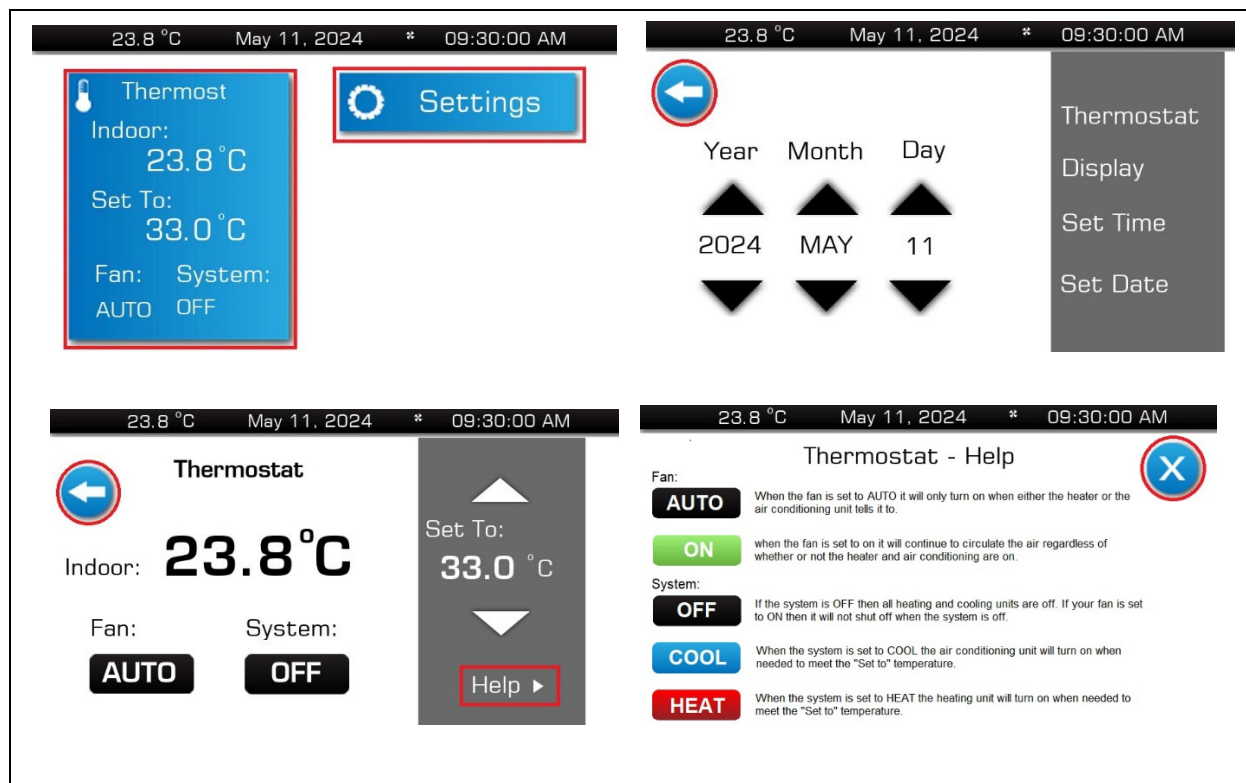 23.8 °C May 11, 2024 * 09:30:00 AM
Thermost
Indoor:
23.8 °C
Set To:
33.0 °C
Fan: System:
AUTO OFF
Settings
23.8 °C May 11, 2024 * 09:30:00 AM
Year Month Day
2024 MAY 11
Thermostat
Display
Set Time
Set Date
23.8 °C May 11, 2024 * 09:30:00 AM
Thermostat
Indoor: 23.8°C
Fan: System:
AUTO OFF
Set To:
33.0 °C
Help ▶
23.8 °C May 11, 2024 * 09:30:00 AM
Thermostat - Help
X
Fan:
AUTO When the fan is set to AUTO it will only turn on when either the heater or the
air conditioning unit tells it to.
ON when the fan is set to on it will continue to circulate the air regardless of
whether or not the heater and air conditioning are on.
System:
OFF If the system is OFF then all heating and cooling units are off. If your fan is set
to ON then it will not shut off when the system is off.
COOL When the system is set to COOL the air conditioning unit will turn on when
needed to meet the "Set to" temperature.
HEAT When the system is set to HEAT the heating unit will turn on when needed to
meet the "Set to" temperature.